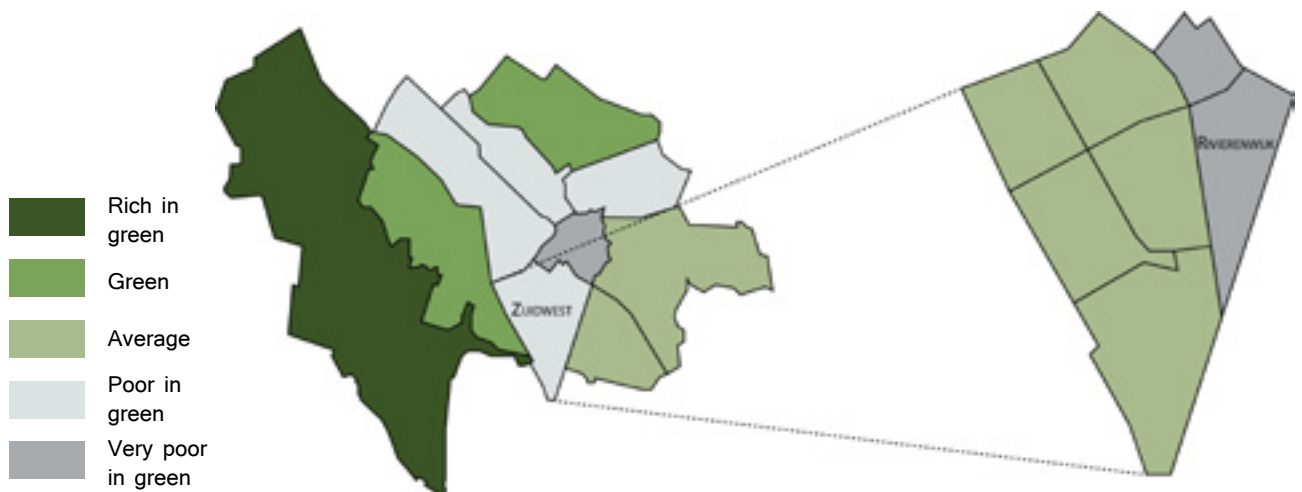 Rich in
green
Green
Average
Poor in
green
Very poor
in green
ZUIDWEST
RIVIERENWIJK